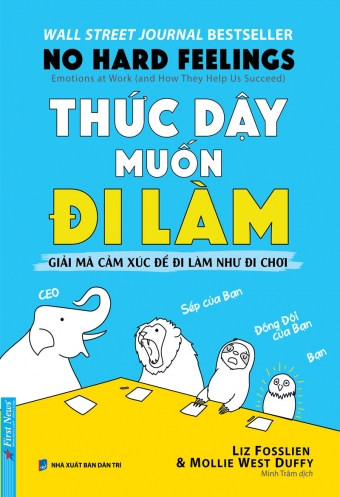 WALL STREET JOURNAL BESTSELLER
NO HARD FEELINGS
Emotions at Work (and How They Help Us Succeed)
THỨC DẬY
MUỐN
ĐI LÀM
GIẢI MÃ CẢM XÚC ĐỂ ĐI LÀM NHƯ ĐI CHƠI
CEO
Sếp của Bạn
Đồng Đội
của Bạn
Bạn
First News
NHÀ XUẤT BẢN DÂN TRÍ
LIZ FOSSLIEN
& MOLLIE WEST DUFFY
Minh Trâm dịch